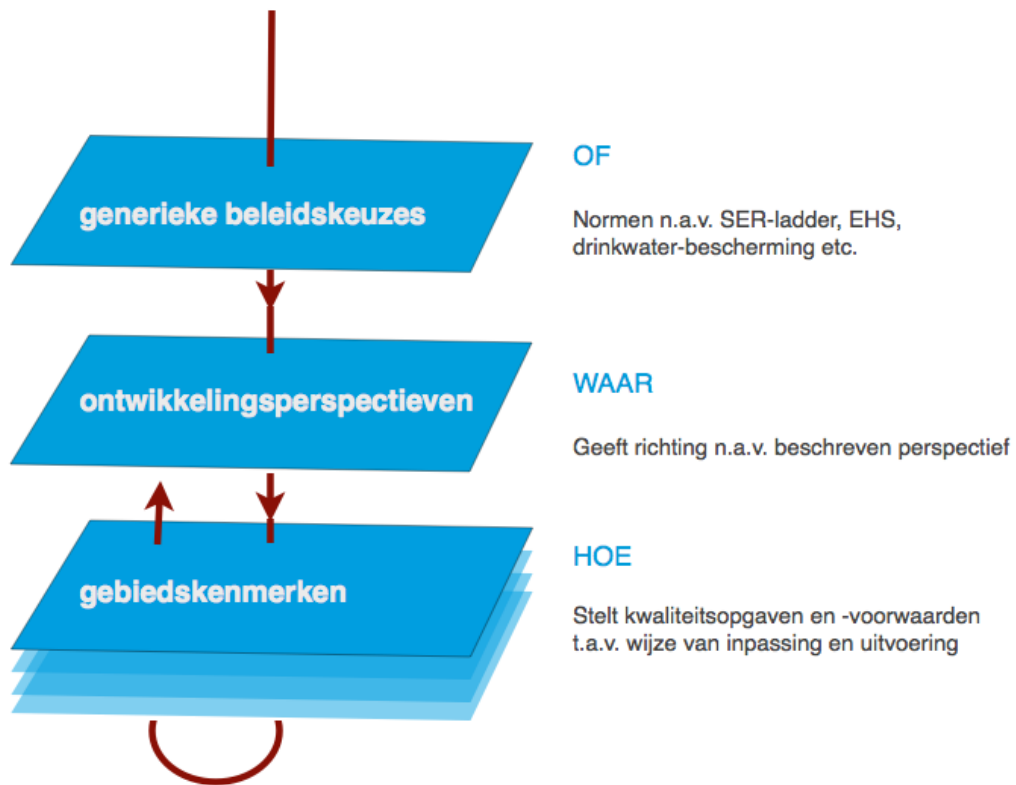 generieke beleidskeuzes
OF
Normen n.a.v. SER-ladder, EHS,
drinkwater-bescherming etc.
ontwikkelingsperspectieven
WAAR
Geeft richting n.a.v. beschreven perspectief
gebiedskenmerken
HOE
Stelt kwaliteitsopgaven en -voorwaarden
t.a.v. wijze van inpassing en uitvoering